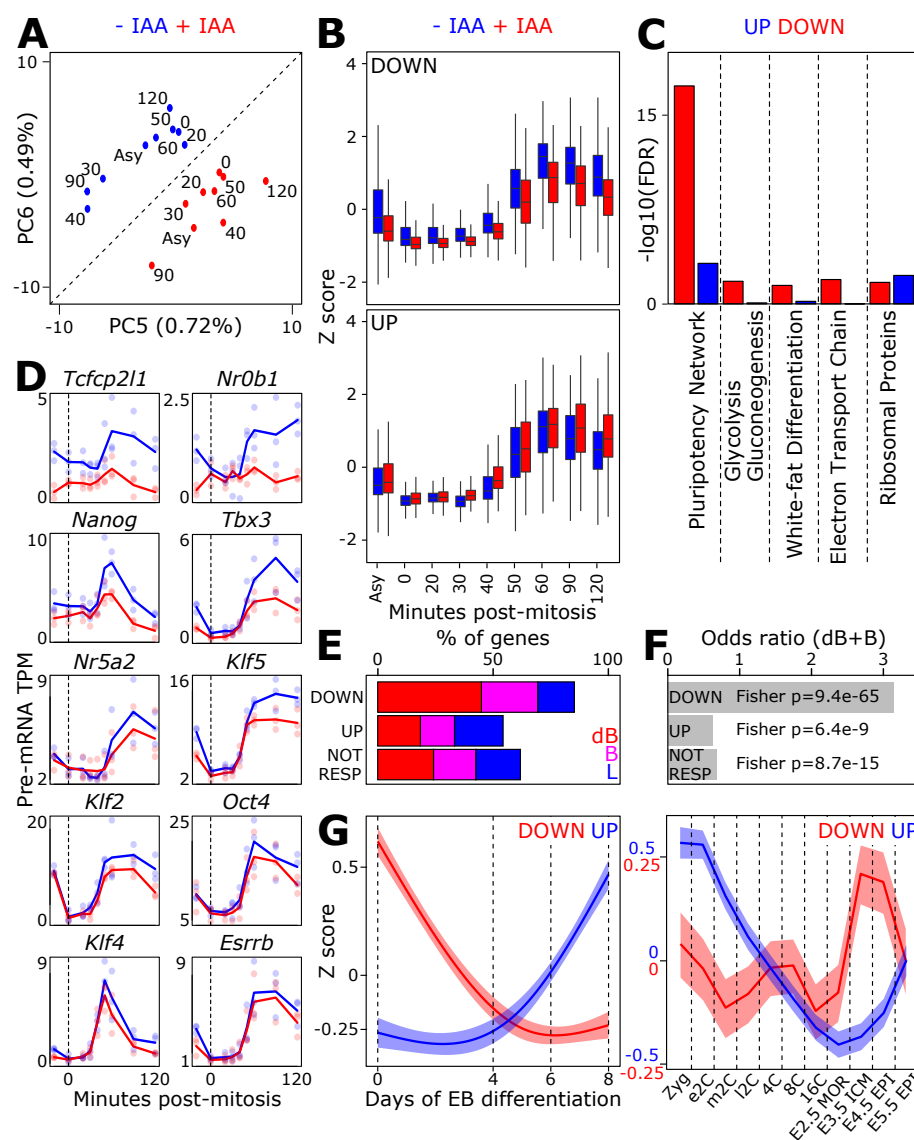 A
- IAA + IAA
10
120
50
0
60
20
Asy
30
90
40
0
20
50
120
30
60
Asy
40
90
-10
-10
10
PC5 (0.72%)
PC6 (0.49%)
B
- IAA + IAA
DOWN
4
2
0
-2
UP
4
2
0
-2
Z score
Asy
0
20
30
40
50
60
90
120
Minutes post-mitosis
C
UP DOWN
15
0
-log10(FDR)
Pluripotency Network
Glycolysis
Gluconeogenesis
White-fat Differentiation
Electron Transport Chain
Ribosomal Proteins
D
Tcfcp2l1
5
0
Nr0b1
2.5
0
Nanog
10
0
Tbx3
6
0
Nr5a2
9
2
Klf5
16
2
Klf2
20
0
Oct4
25
5
Klf4
9
0
Esrrb
9
1
Pre-mRNA TPM
0
120
0
120
Minutes post-mitosis
E
% of genes
0
50
100
DOWN
UP
NOT
RESP
dB
B
L
F
Odds ratio (dB+B)
0
1
2
3
DOWN Fisher p=9.4e-65
UP Fisher p=6.4e-9
NOT
RESP
Fisher p=8.7e-15
G
DOWN UP
0.5
0
-0.25
Z score
0
4
6
8
Days of EB differentiation
DOWN UP
0.5
0.25
0
0
-0.5
-0.25
Zyg
e2C
m2C
l2C
4C
8C
16C
E2.5 MOR
E3.5 ICM
E4.5 EPI
E5.5 EPI